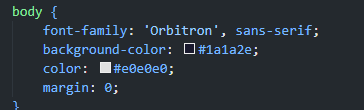 body {
font-family: 'Orbitron', sans-serif;
background-color: #1a1a2e;
color: #e0e0e0;
margin: 0;
}